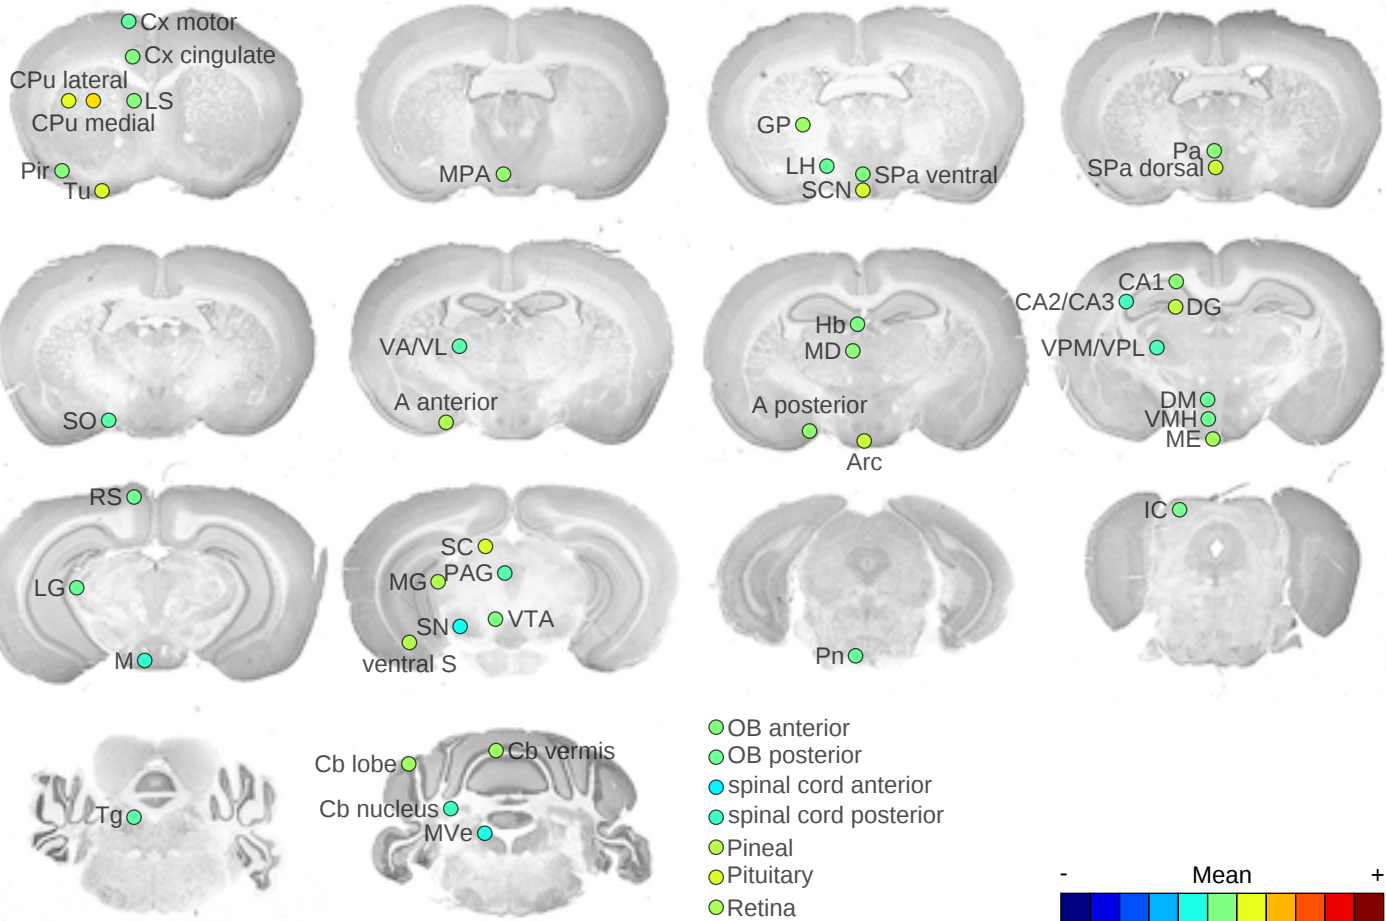 Cx motor
Cx cingulate
CPu lateral
LS
CPu medial
Pir
Tu
MPA
GP
LH
SPa ventral
SCN
Pa
SPa dorsal
SO
VA/VL
A anterior
Hb
MD
A posterior
Arc
CA1
CA2/CA3
DG
VPM/VPL
DM
VMH
ME
RS
LG
M
SC
PAG
MG
VTA
SN
ventral S
Pn
IC
Tg
Cb vermis
Cb lobe
Cb nucleus
MVe
OB anterior
OB posterior
spinal cord anterior
spinal cord posterior
Pineal
Pituitary
Retina
- Mean +